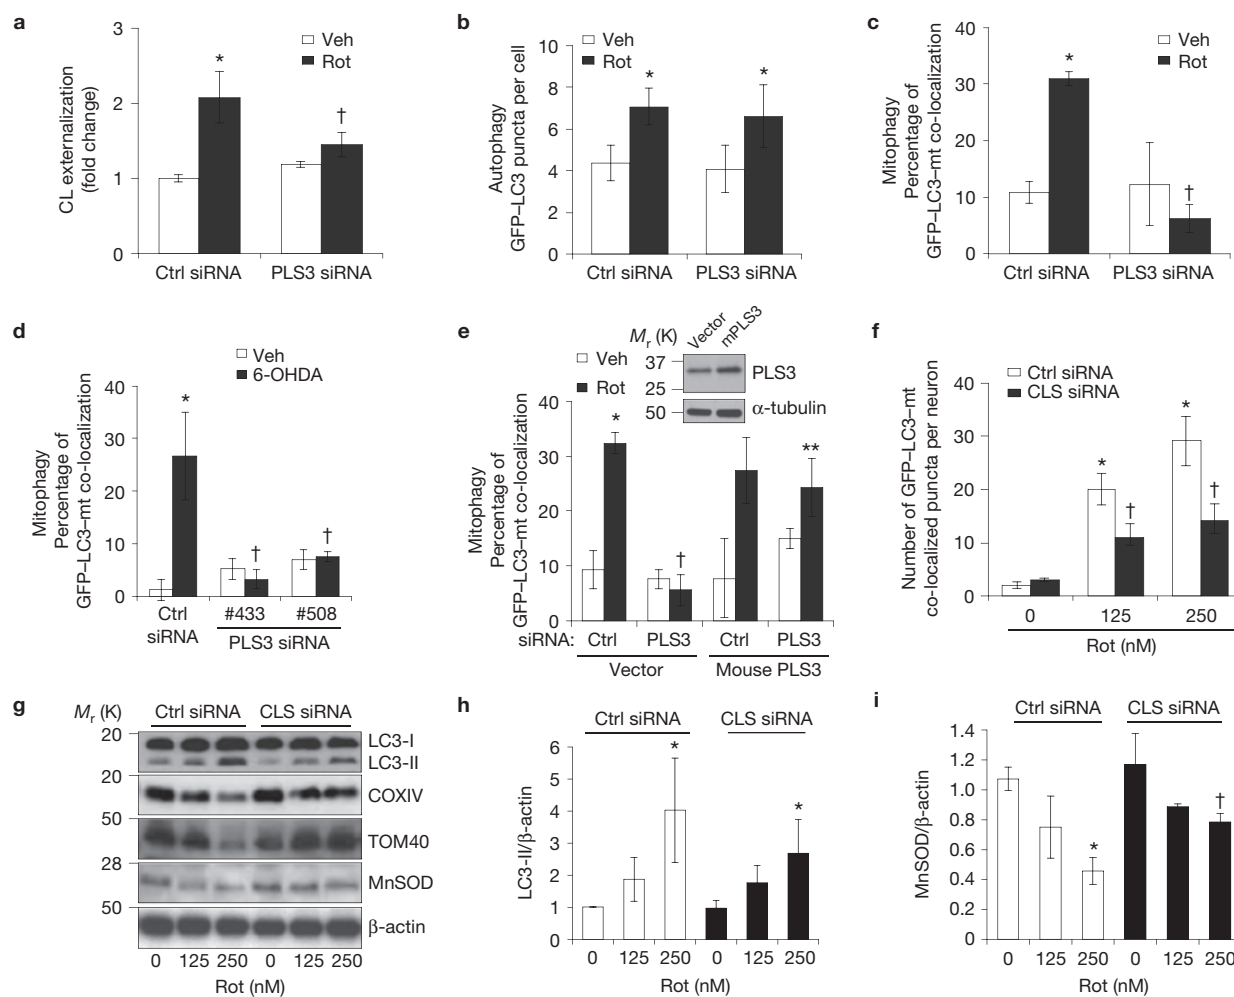 a
3
2
1
0
CL externalization
(fold change)
Veh
Rot
*
†
Ctrl siRNA PLS3 siRNA
b
10
8
6
4
2
0
Autophagy
GFP–LC3 puncta per cell
Veh
Rot
*
*
Ctrl siRNA PLS3 siRNA
c
40
30
20
10
0
Mitophagy
Percentage of
GFP–LC3–mt co-localization
Veh
Rot
*
†
Ctrl siRNA PLS3 siRNA
d
Veh
6-OHDA
40
30
20
10
0
Mitophagy
Percentage of
GFP–LC3–mt co-localization
*
†
†
Ctrl
siRNA
#433 #508
PLS3 siRNA
e
Veh
Rot
Mr (K)
Vector
mPLS3
37
25
50
PLS3
α-tubulin
40
30
20
10
0
Mitophagy
Percentage of
GFP–LC3–mt co-localization
*
†
**
siRNA: Ctrl PLS3 Ctrl PLS3
Vector Mouse PLS3
f
Ctrl siRNA
CLS siRNA
40
30
20
10
0
Number of GFP–LC3–mt
co-localized puncta per neuron
*
†
*
†
0 125 250
Rot (nM)
g
Mr (K)
Ctrl siRNA CLS siRNA
20
20
50
28
50
LC3-I
LC3-II
COXIV
TOM40
MnSOD
β-actin
0 125 250 0 125 250
Rot (nM)
h
Ctrl siRNA CLS siRNA
6
5
4
3
2
1
0
LC3-II/β-actin
*
*
0 125 250 0 125 250
Rot (nM)
i
Ctrl siRNA CLS siRNA
1.4
1.2
1.0
0.8
0.6
0.4
0.2
0
MnSOD/β-actin
*
†
0 125 250 0 125 250
Rot (nM)